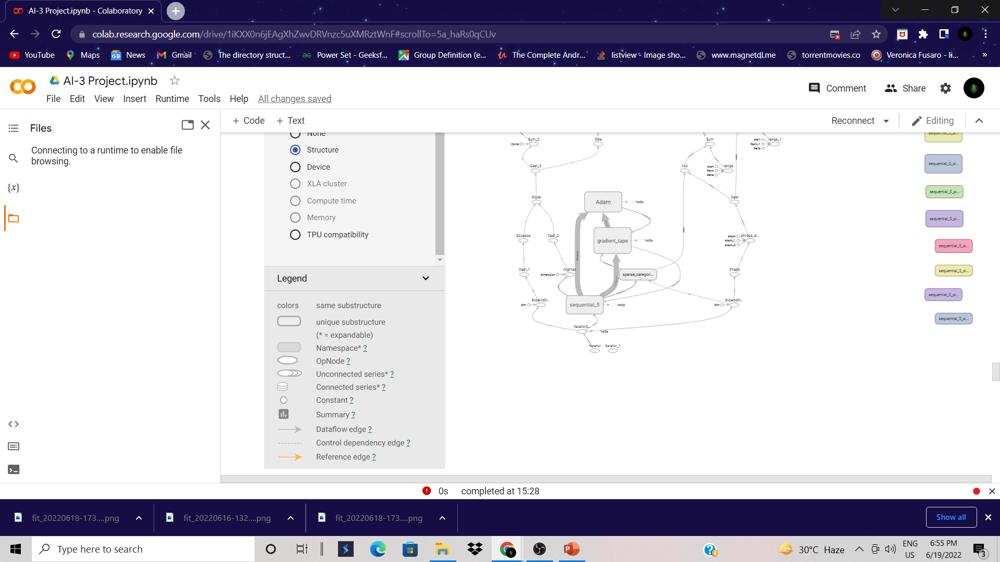 AI-3 Project.ipynb - Colaboratory
colab.research.google.com/drive/1iKXX0n6jEAgXhZwvDRVnzc5uXMRztWnF#scrollTo=5a_haRs0qCUv
YouTube Maps News Gmail The directory struct... Power Set - Geeksf... Group Definition (e... The Complete Andr... listview - Image sho... www.magnetdl.me torrentmovies.co Veronica Fusaro - li... »
AI-3 Project.ipynb
Comment Share
File Edit View Insert Runtime Tools Help All changes saved
Files
+ Code + Text
Reconnect Editing
Connecting to a runtime to enable file
browsing.
{x}
None
Structure
Device
XLA cluster
Compute time
Memory
TPU compatibility
Legend
colors same substructure
unique substructure
(* = expandable)
Namespace* ?
OpNode ?
Unconnected series* ?
Connected series* ?
Constant ?
Summary ?
Dataflow edge ?
Control dependency edge ?
Reference edge ?
Sum_2 Size Sum start range_1
Const Rank_1
delta
Cast_3 Mul start range
Rank
delta
Equal Adam NoOp Cast
Squeeze Cast_2 gradient_tape NoOp stack strided_sl...
stack_1
stack_2
Cast_1 dimension ArgMax sparse_categori... Shape
dim ExpandDi... sequential_5 NoOp dim ExpandDi...
IteratorG... NoOp
Iterator Iterator_1
sequential_5_si...
sequential_5_si...
sequential_5_si...
sequential_5_si...
sequential_5_si...
sequential_5_si...
sequential_5_si...
sequential_5_si...
0s completed at 15:28
fit_20220618-173....png fit_20220616-132....png fit_20220618-173....png Show all
Type here to search
30°C Haze ENG
US
6:55 PM
6/19/2022
3